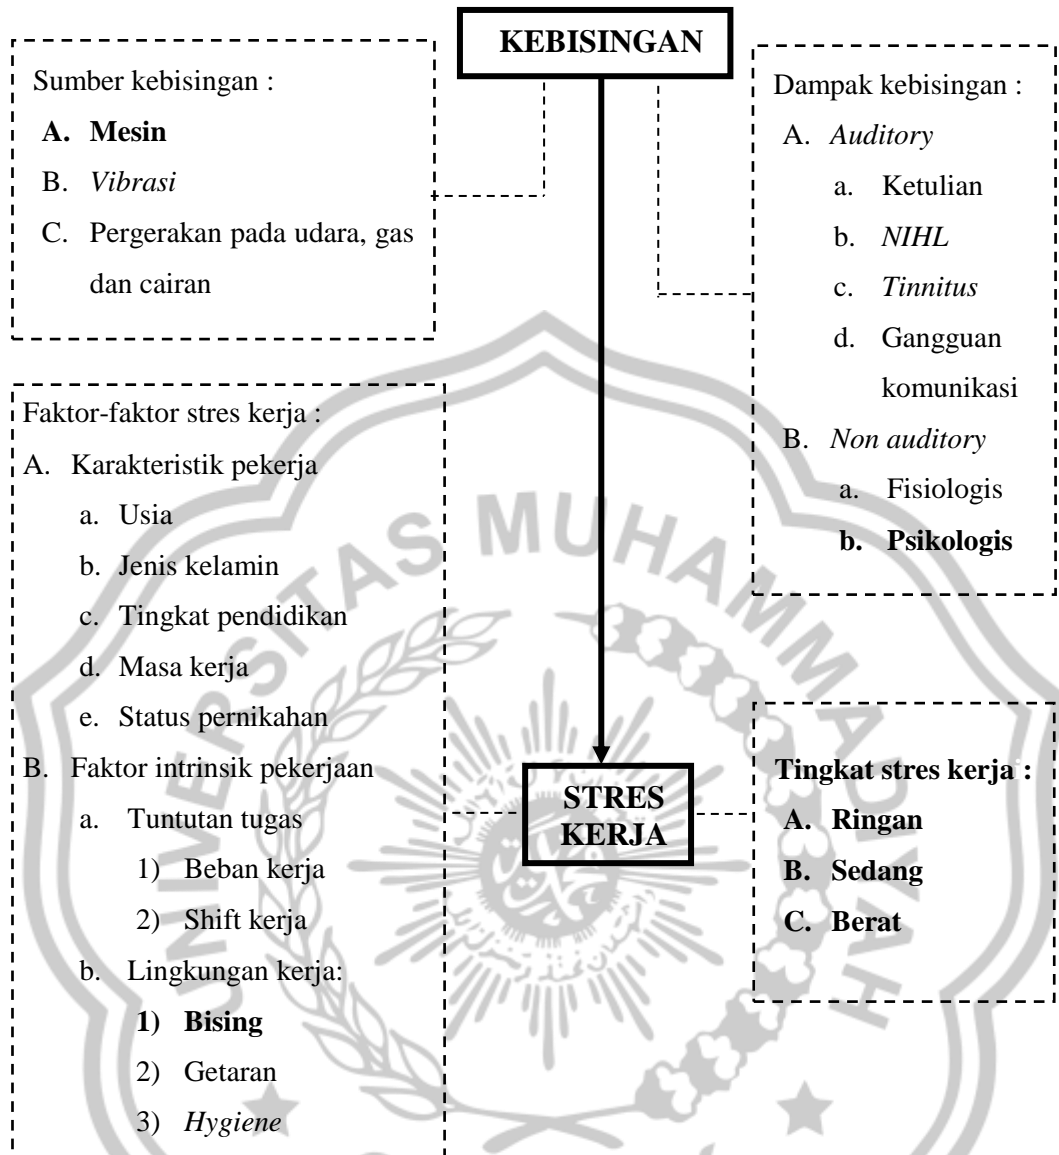 KEBISINGAN
Sumber kebisingan :
A. Mesin
B. Vibrasi
C. Pergerakan pada udara, gas
dan cairan
Dampak kebisingan :
A. Auditory
a. Ketulian
b. NIHL
c. Tinnitus
d. Gangguan
komunikasi
B. Non auditory
a. Fisiologis
b. Psikologis
Faktor-faktor stres kerja :
A. Karakteristik pekerja
a. Usia
b. Jenis kelamin
c. Tingkat pendidikan
d. Masa kerja
e. Status pernikahan
B. Faktor intrinsik pekerjaan
a. Tuntutan tugas
1) Beban kerja
2) Shift kerja
b. Lingkungan kerja:
1) Bising
2) Getaran
3) Hygiene
STRES
KERJA
Tingkat stres kerja :
A. Ringan
B. Sedang
C. Berat
UNIVERSITAS MUHAMMADIYAH